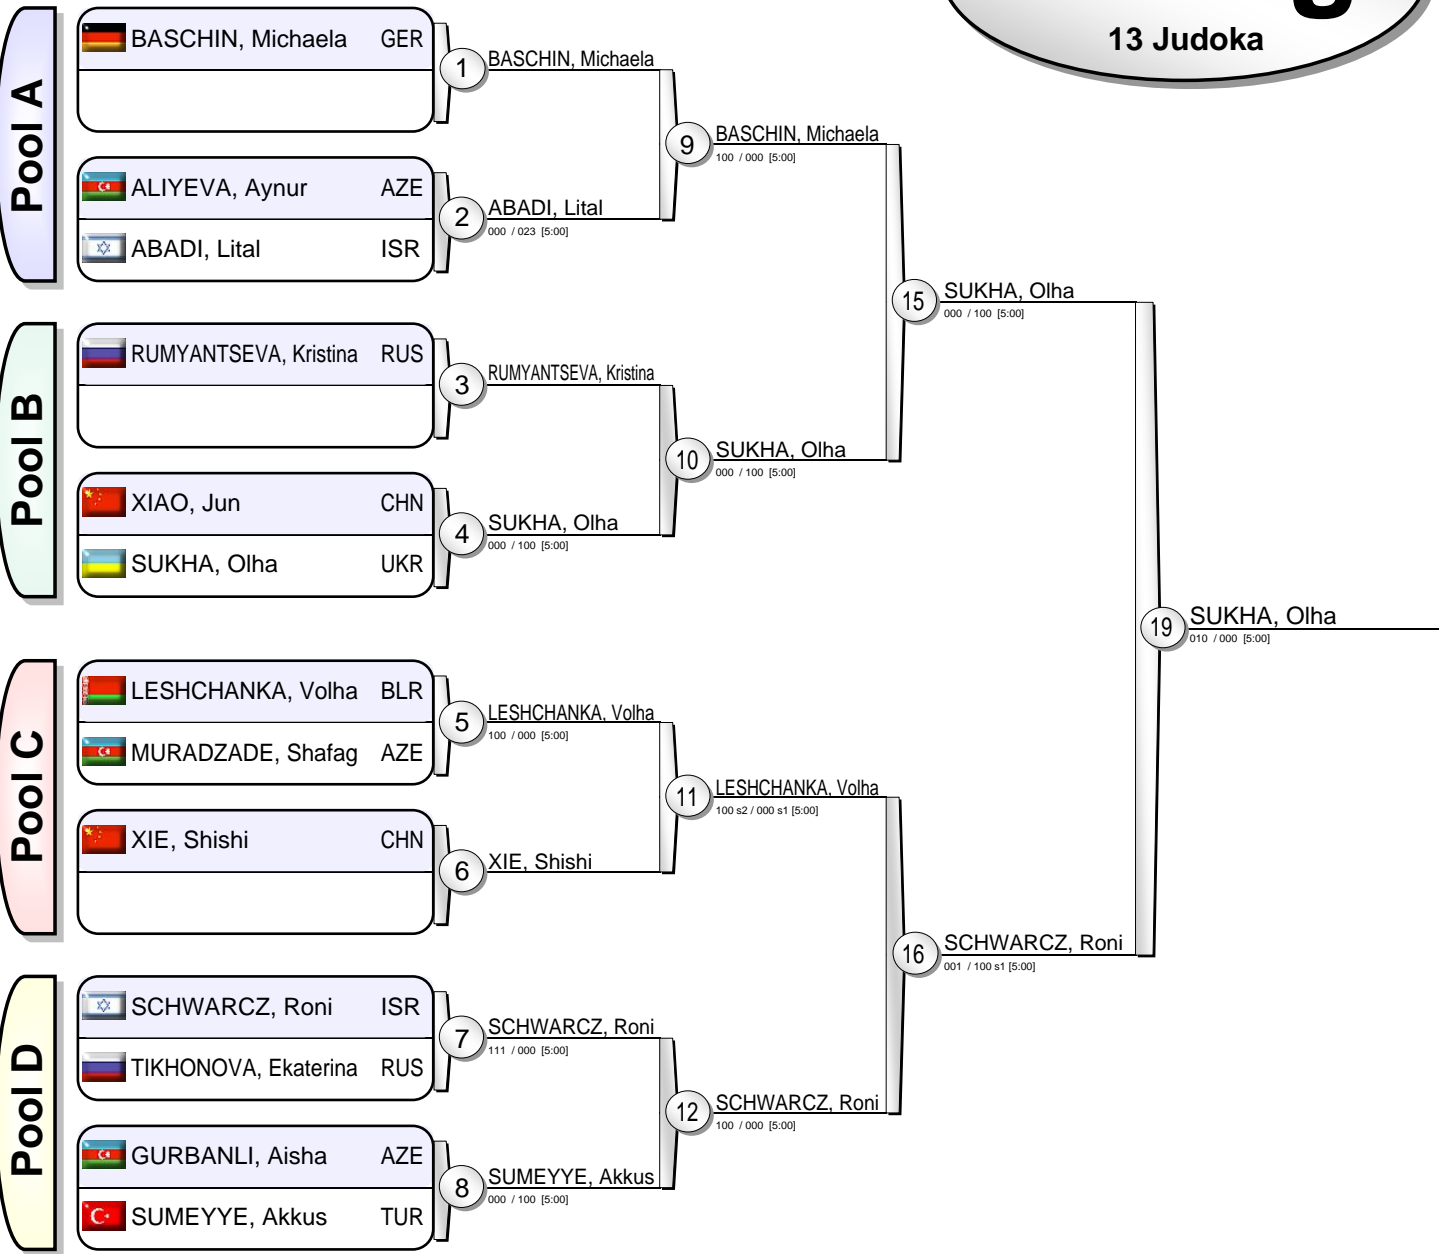 13 Judoka
Pool A
BASCHIN, Michaela GER
ALIYEVA, Aynur AZE
ABADI, Lital ISR
1
BASCHIN, Michaela
2
ABADI, Lital
000 / 023 [5:00]
9
BASCHIN, Michaela
100 / 000 [5:00]
Pool B
RUMYANTSEVA, Kristina RUS
XIAO, Jun CHN
SUKHA, Olha UKR
3
RUMYANTSEVA, Kristina
4
SUKHA, Olha
000 / 100 [5:00]
10
SUKHA, Olha
000 / 100 [5:00]
15
SUKHA, Olha
000 / 100 [5:00]
Pool C
LESHCHANKA, Volha BLR
MURADZADE, Shafag AZE
XIE, Shishi CHN
5
LESHCHANKA, Volha
100 / 000 [5:00]
6
XIE, Shishi
11
LESHCHANKA, Volha
100 s2 / 000 s1 [5:00]
Pool D
SCHWARCZ, Roni ISR
TIKHONOVA, Ekaterina RUS
GURBANLI, Aisha AZE
SUMEYYE, Akkus TUR
7
SCHWARCZ, Roni
111 / 000 [5:00]
8
SUMEYYE, Akkus
000 / 100 [5:00]
12
SCHWARCZ, Roni
100 / 000 [5:00]
16
SCHWARCZ, Roni
001 / 100 s1 [5:00]
19
SUKHA, Olha
010 / 000 [5:00]